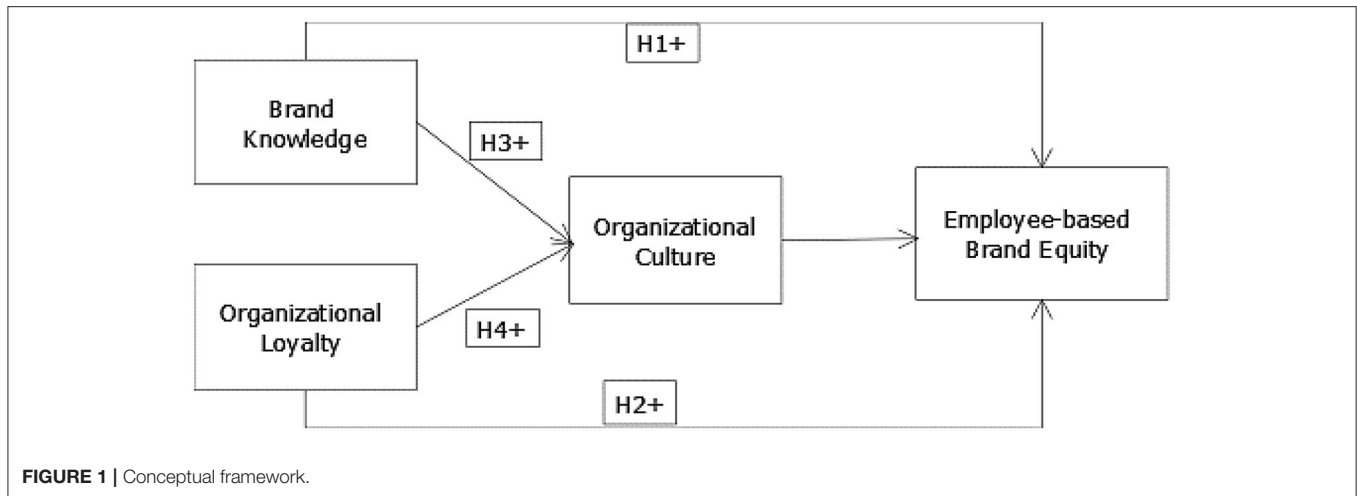 H1+
Brand
Knowledge
H3+
Organizational
Culture
Employee-based
Brand Equity
Organizational
Loyalty
H4+
H2+
FIGURE 1 | Conceptual framework.